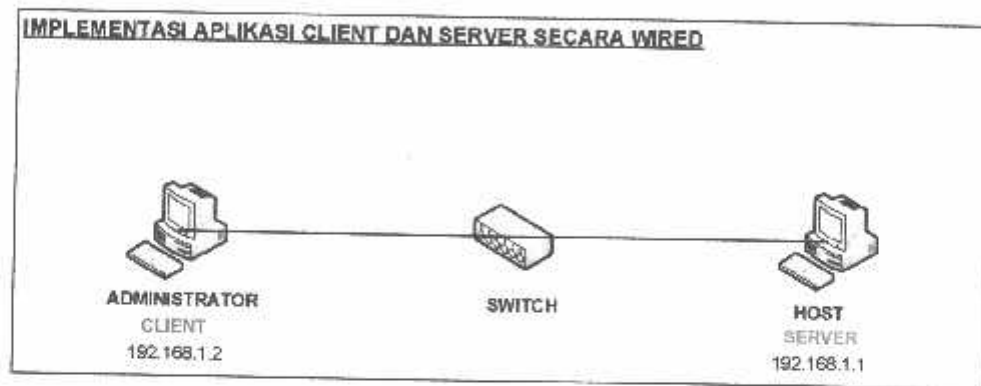 IMPLEMENTASI APLIKASI CLIENT DAN SERVER SECARA WIRED
ADMINISTRATOR
CLIENT
192.168.1.2
SWITCH
HOST
SERVER
192.168.1.1